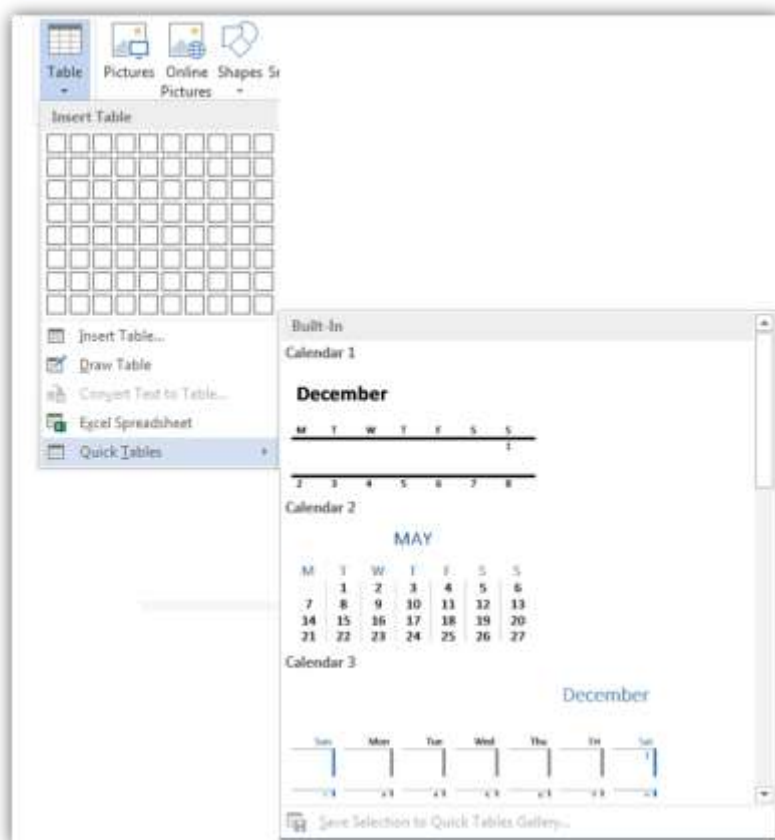 Table Pictures Online Pictures Shapes S
Insert Table
Insert Table...
Draw Table
Convert Text to Table...
Excel Spreadsheet
Quick Tables
Built-In
Calendar 1
December
M T W T F S S
1
2 3 4 5 6 7 8
Calendar 2
MAY
M T W T F S S
1 2 3 4 5 6
7 8 9 10 11 12 13
14 15 16 17 18 19 20
21 22 23 24 25 26 27
Calendar 3
December
Sun Mon Tue Wed Thu Fri Sat
1
Save Selection to Quick Tables Gallery...